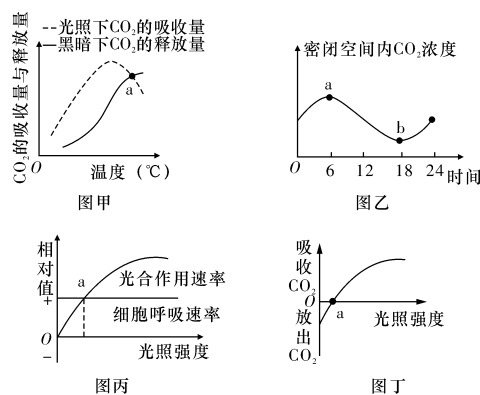 光照下CO₂的吸收量
黑暗下CO₂的释放量
CO₂的吸收量与释放量
a
O
温度（℃）
图甲
密闭空间内CO₂浓度
a
b
O 6 12 18 24 时间
图乙
相对值
a
光合作用速率
+
细胞呼吸速率
O
−
光照强度
图丙
吸收CO₂
O
a
光照强度
放出CO₂
图丁